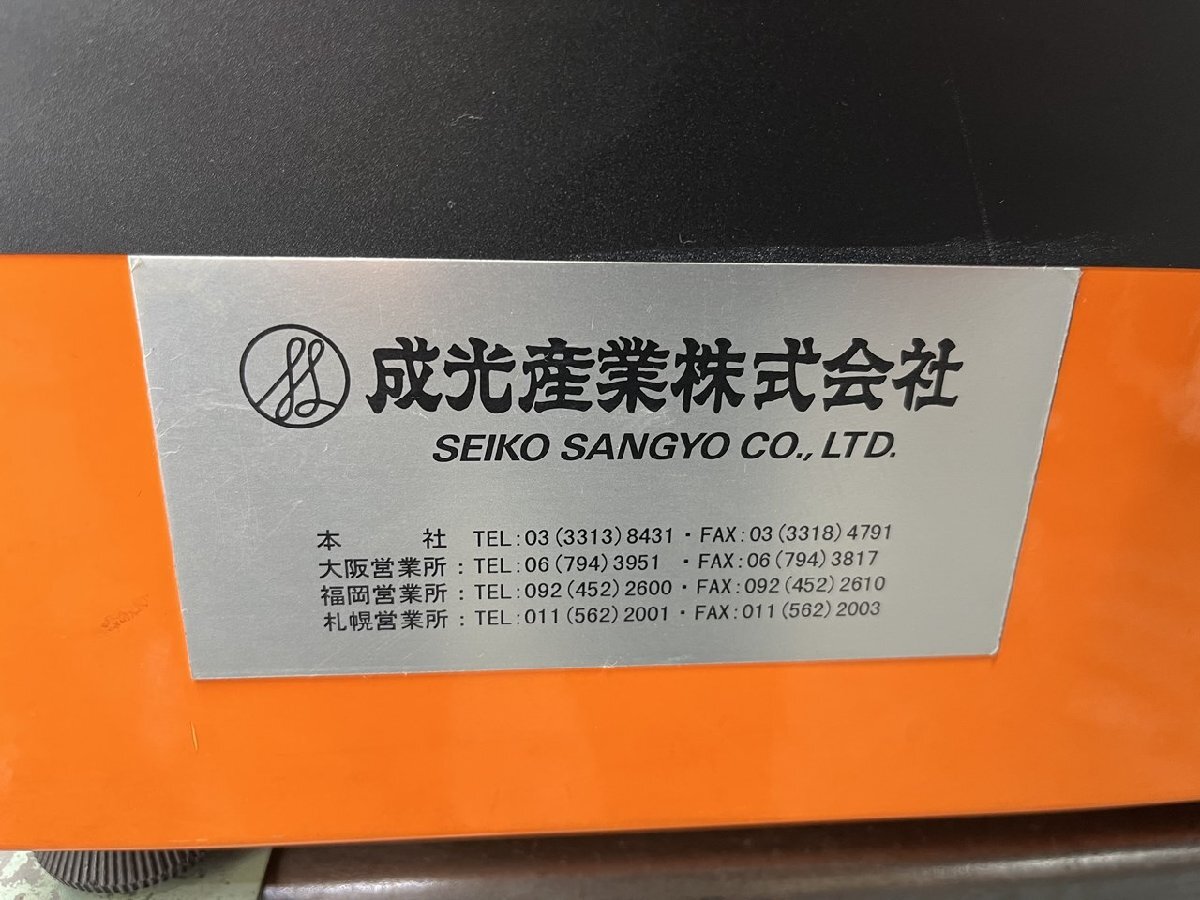 成光産業株式会社
SEIKO SANGYO CO., LTD.
本 社 TEL:03(3313)8431・FAX:03(3318)4791
大阪営業所:TEL:06(794)3951 ・FAX:06(794)3817
福岡営業所:TEL:092(452)2600・FAX:092(452)2610
札幌営業所:TEL:011(562)2001・FAX:011(562)2003